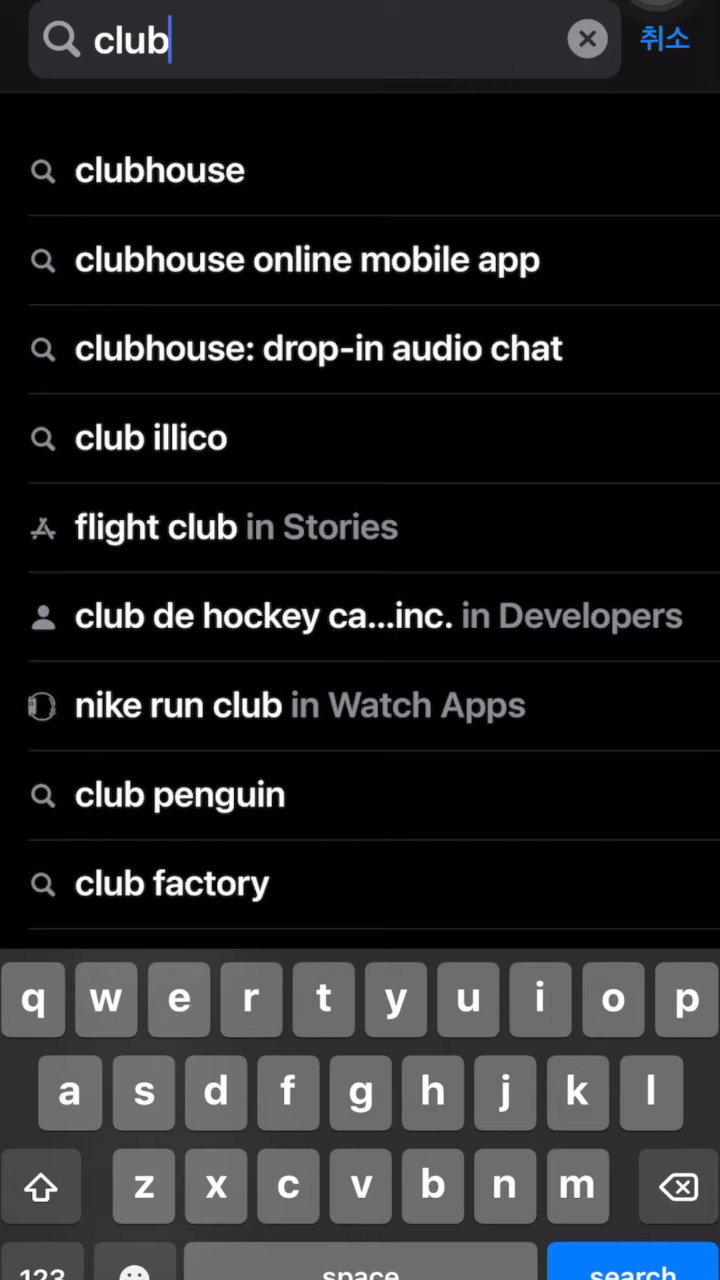 club
취소
clubhouse
clubhouse online mobile app
clubhouse: drop-in audio chat
club illico
flight club in Stories
club de hockey ca...inc. in Developers
nike run club in Watch Apps
club penguin
club factory
q w e r t y u i o p
a s d f g h j k l
z x c v b n m
123 space search